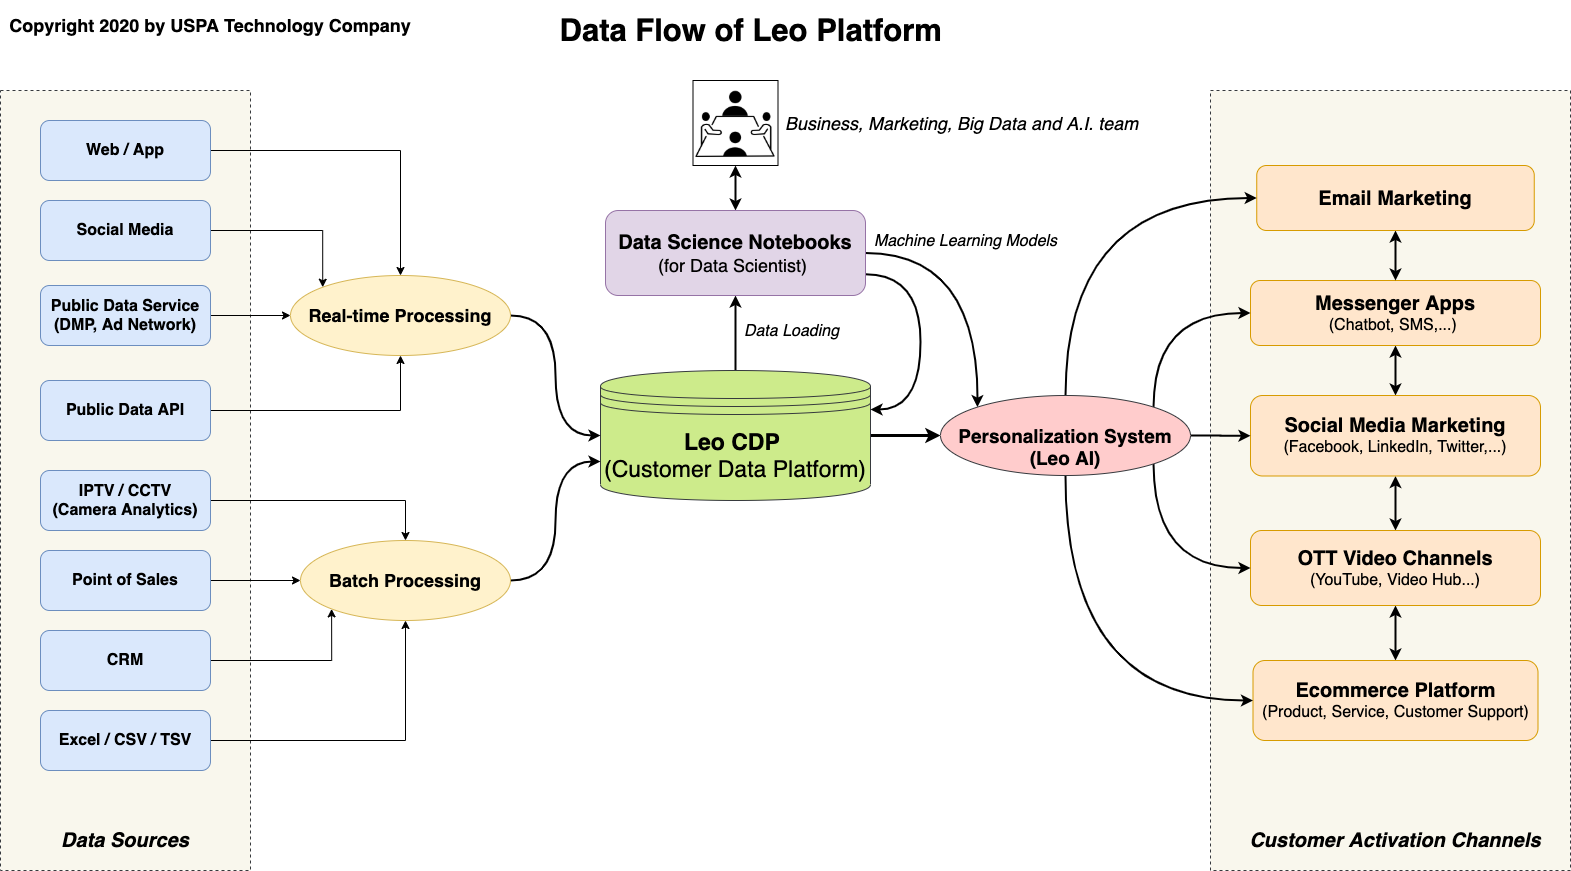 Copyright 2020 by USPA Technology Company
Data Flow of Leo Platform
Business, Marketing, Big Data and A.I. team
Web / App
Social Media
Public Data Service
(DMP, Ad Network)
Public Data API
IPTV / CCTV
(Camera Analytics)
Point of Sales
CRM
Excel / CSV / TSV
Data Sources
Real-time Processing
Batch Processing
Data Science Notebooks
(for Data Scientist)
Machine Learning Models
Data Loading
Leo CDP
(Customer Data Platform)
Personalization System
(Leo AI)
Email Marketing
Messenger Apps
(Chatbot, SMS,...)
Social Media Marketing
(Facebook, LinkedIn, Twitter,...)
OTT Video Channels
(YouTube, Video Hub...)
Ecommerce Platform
(Product, Service, Customer Support)
Customer Activation Channels